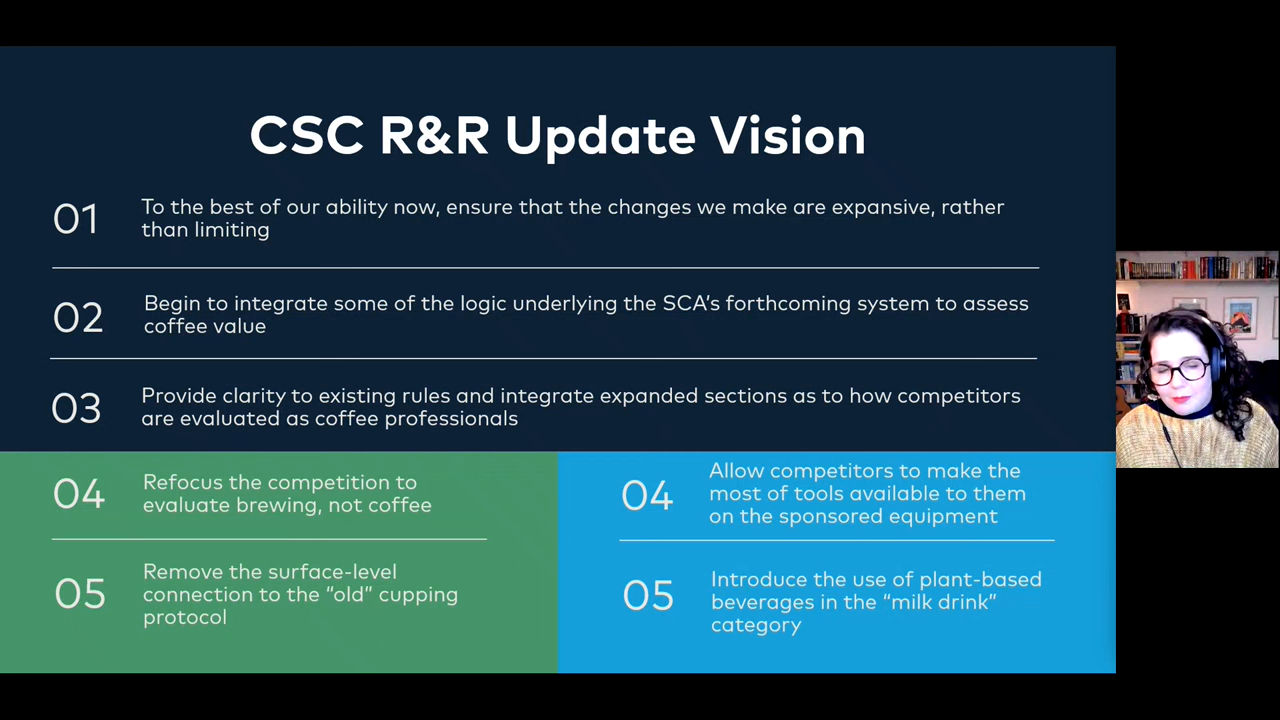 CSC R&R Update Vision
01
To the best of our ability now, ensure that the changes we make are expansive, rather
than limiting
02
Begin to integrate some of the logic underlying the SCA’s forthcoming system to assess
coffee value
03
Provide clarity to existing rules and integrate expanded sections as to how competitors
are evaluated as coffee professionals
04
Refocus the competition to
evaluate brewing, not coffee
05
Remove the surface-level
connection to the “old” cupping
protocol
04
Allow competitors to make the
most of tools available to them
on the sponsored equipment
05
Introduce the use of plant-based
beverages in the “milk drink”
category